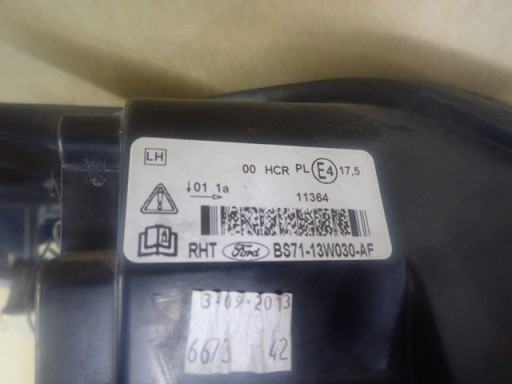 LH
00 HCR PL E4 17,5
↓01 1a →
11364
RHT Ford BS71-13W030-AF
3-09-2013
6673 42